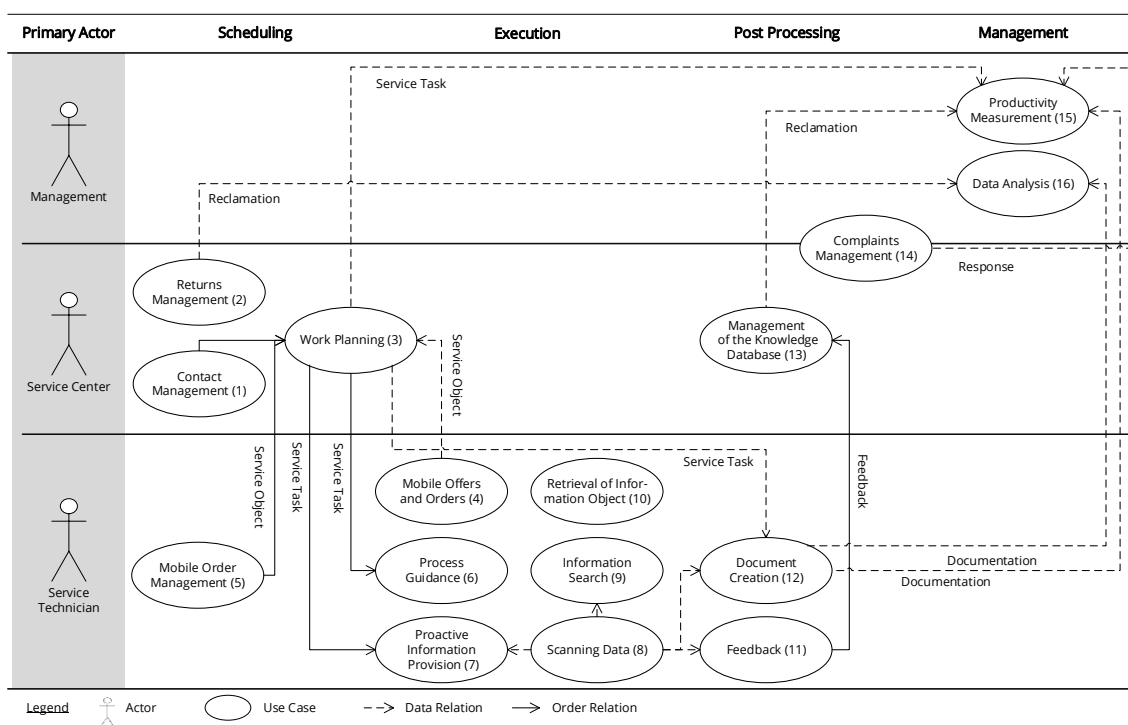 Primary Actor
Scheduling
Execution
Post Processing
Management
Service Task
Productivity
Measurement (15)
Reclamation
Management
Reclamation
Data Analysis (16)
Complaints
Management (14)
Response
Returns
Management (2)
Work Planning (3)
Service Object
Management
of the Knowledge
Database (13)
Service Center
Contact
Management (1)
Service Object
Service Task
Service Task
Service Task
Feedback
Mobile Offers
and Orders (4)
Retrieval of Infor-
mation Object (10)
Service
Technician
Mobile Order
Management (5)
Process
Guidance (6)
Information
Search (9)
Document
Creation (12)
Documentation
Documentation
Proactive
Information
Provision (7)
Scanning Data (8)
Feedback (11)
Legend
Actor
Use Case
Data Relation
Order Relation